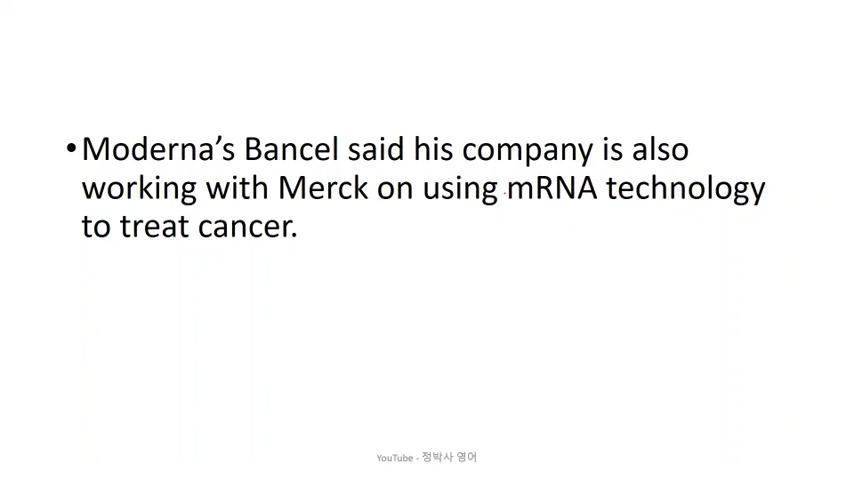 •Moderna’s Bancel said his company is also
working with Merck on using mRNA technology
to treat cancer.
YouTube - 정박사 영어